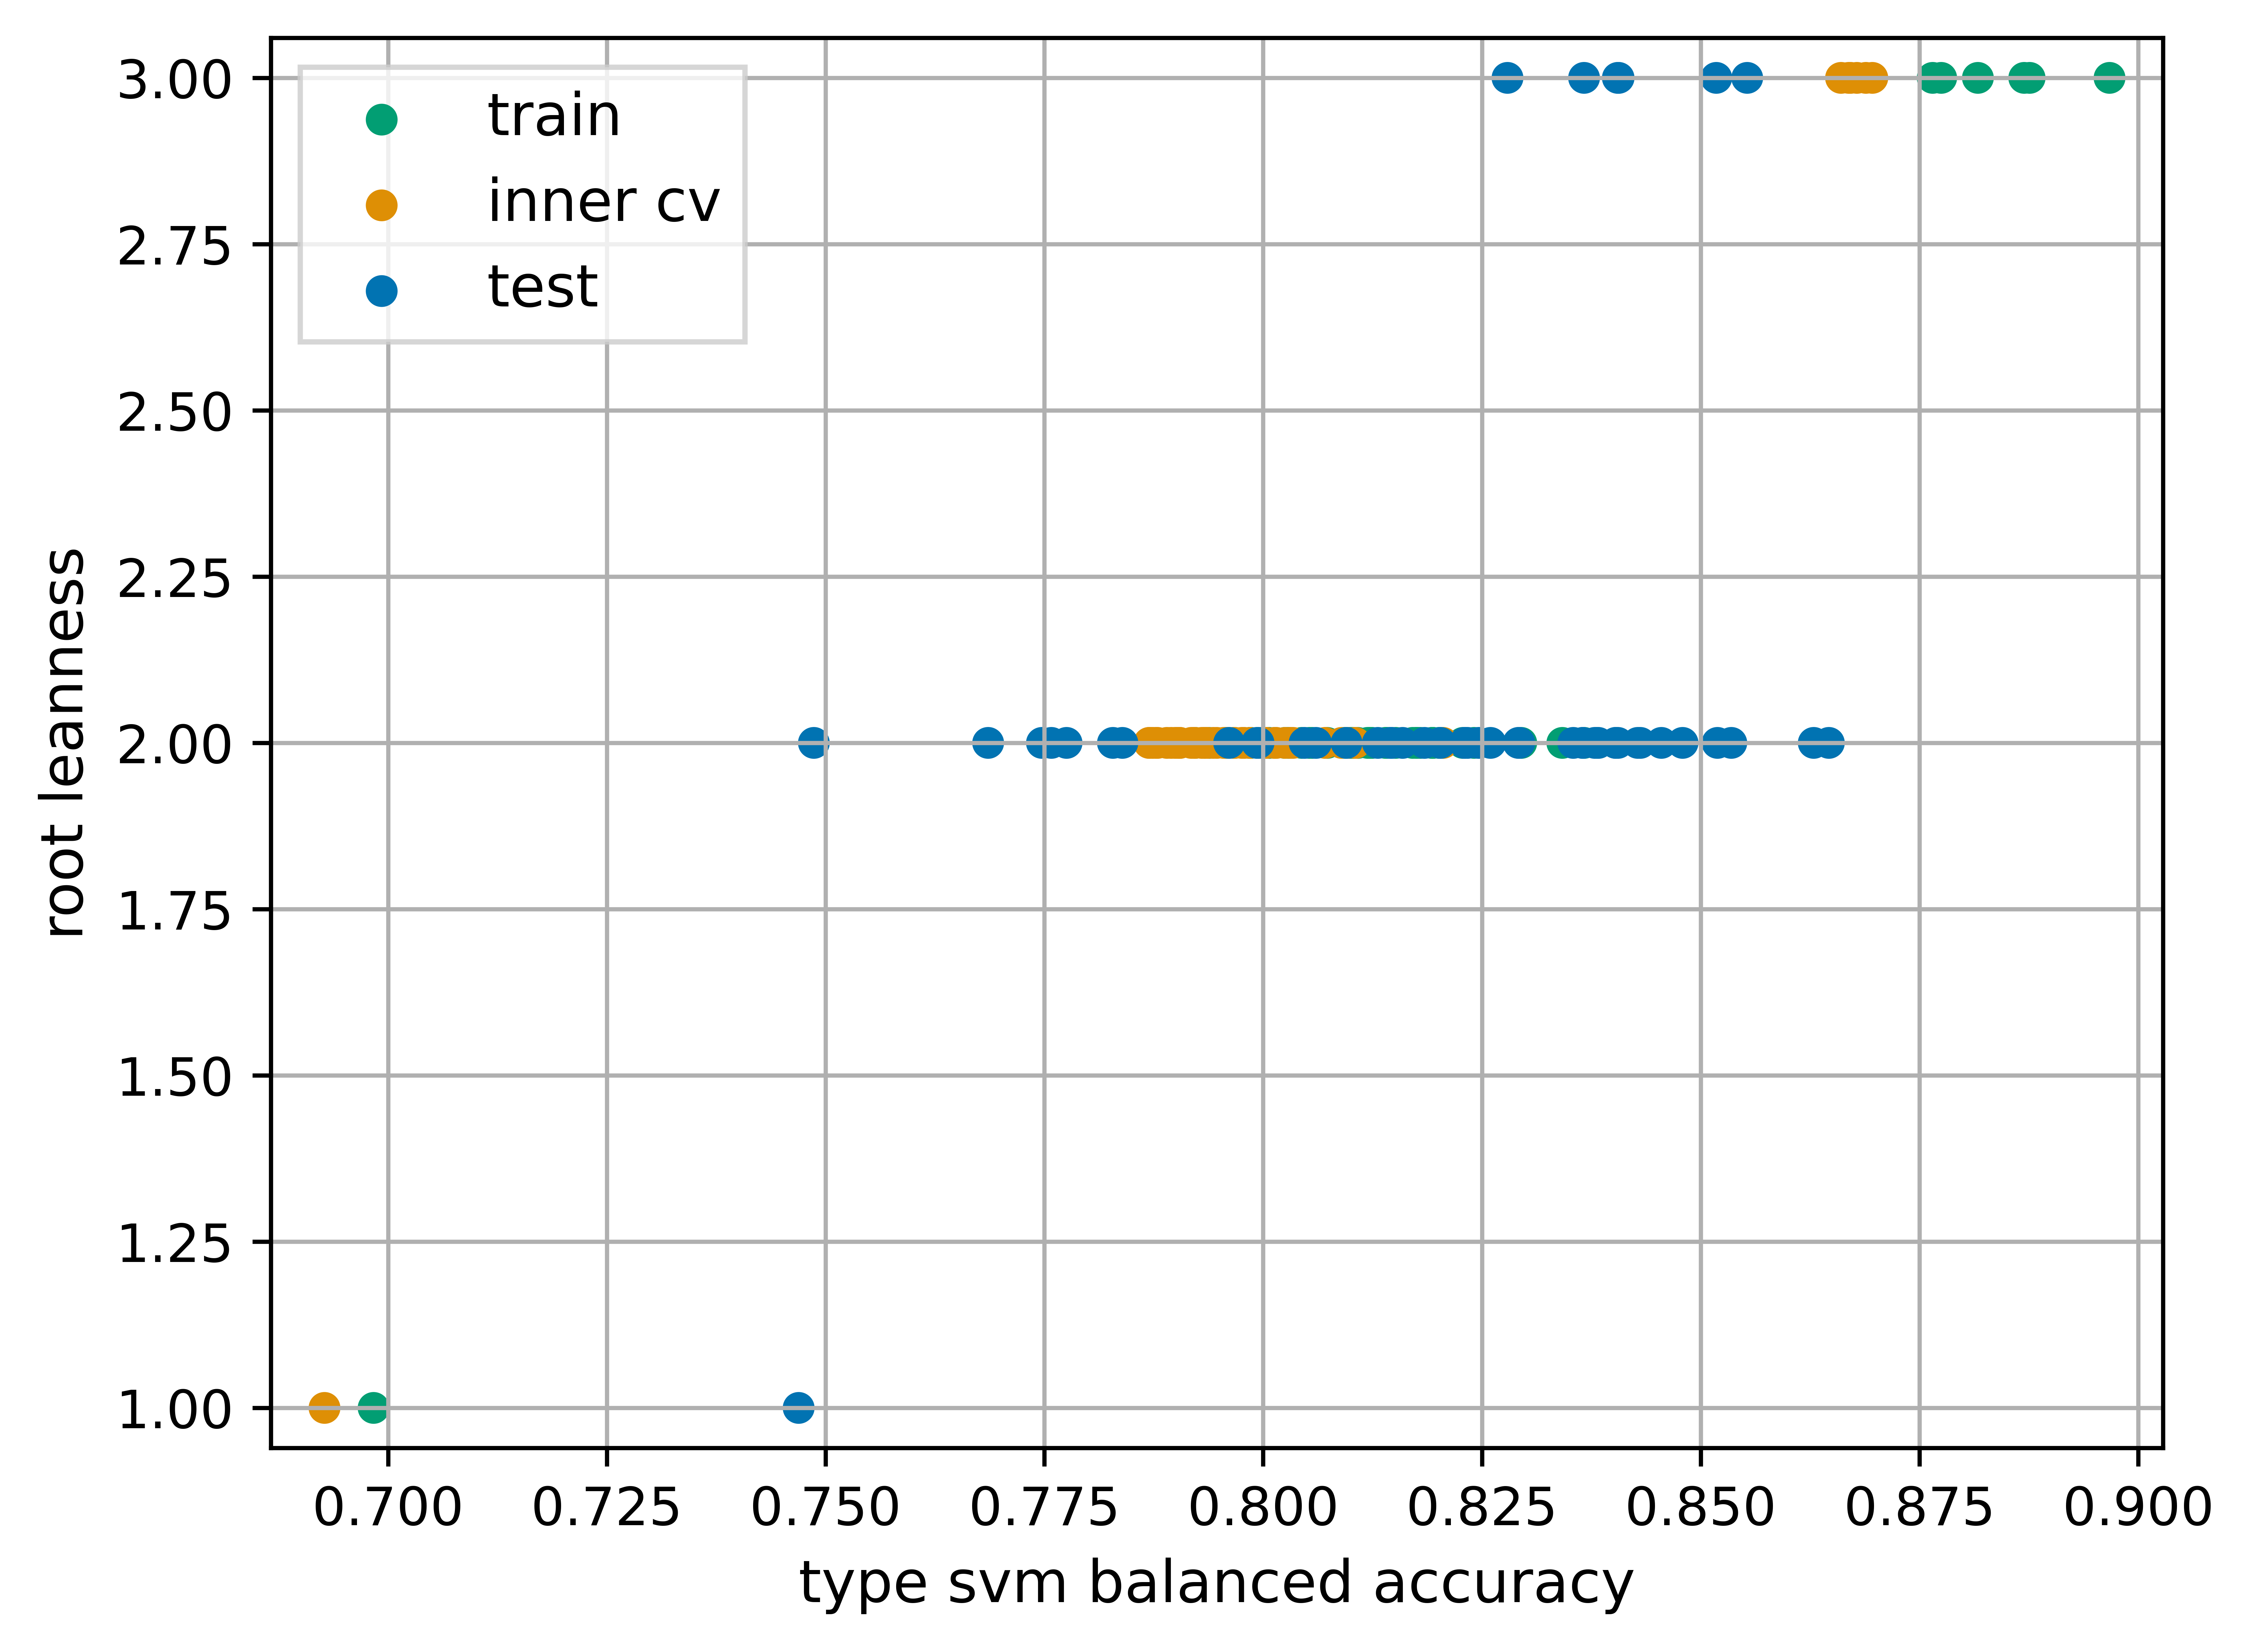 3.00
2.75
2.50
2.25
2.00
1.75
1.50
1.25
1.00
root leanness
train
inner cv
test
0.700 0.725 0.750 0.775 0.800 0.825 0.850 0.875 0.900
type svm balanced accuracy